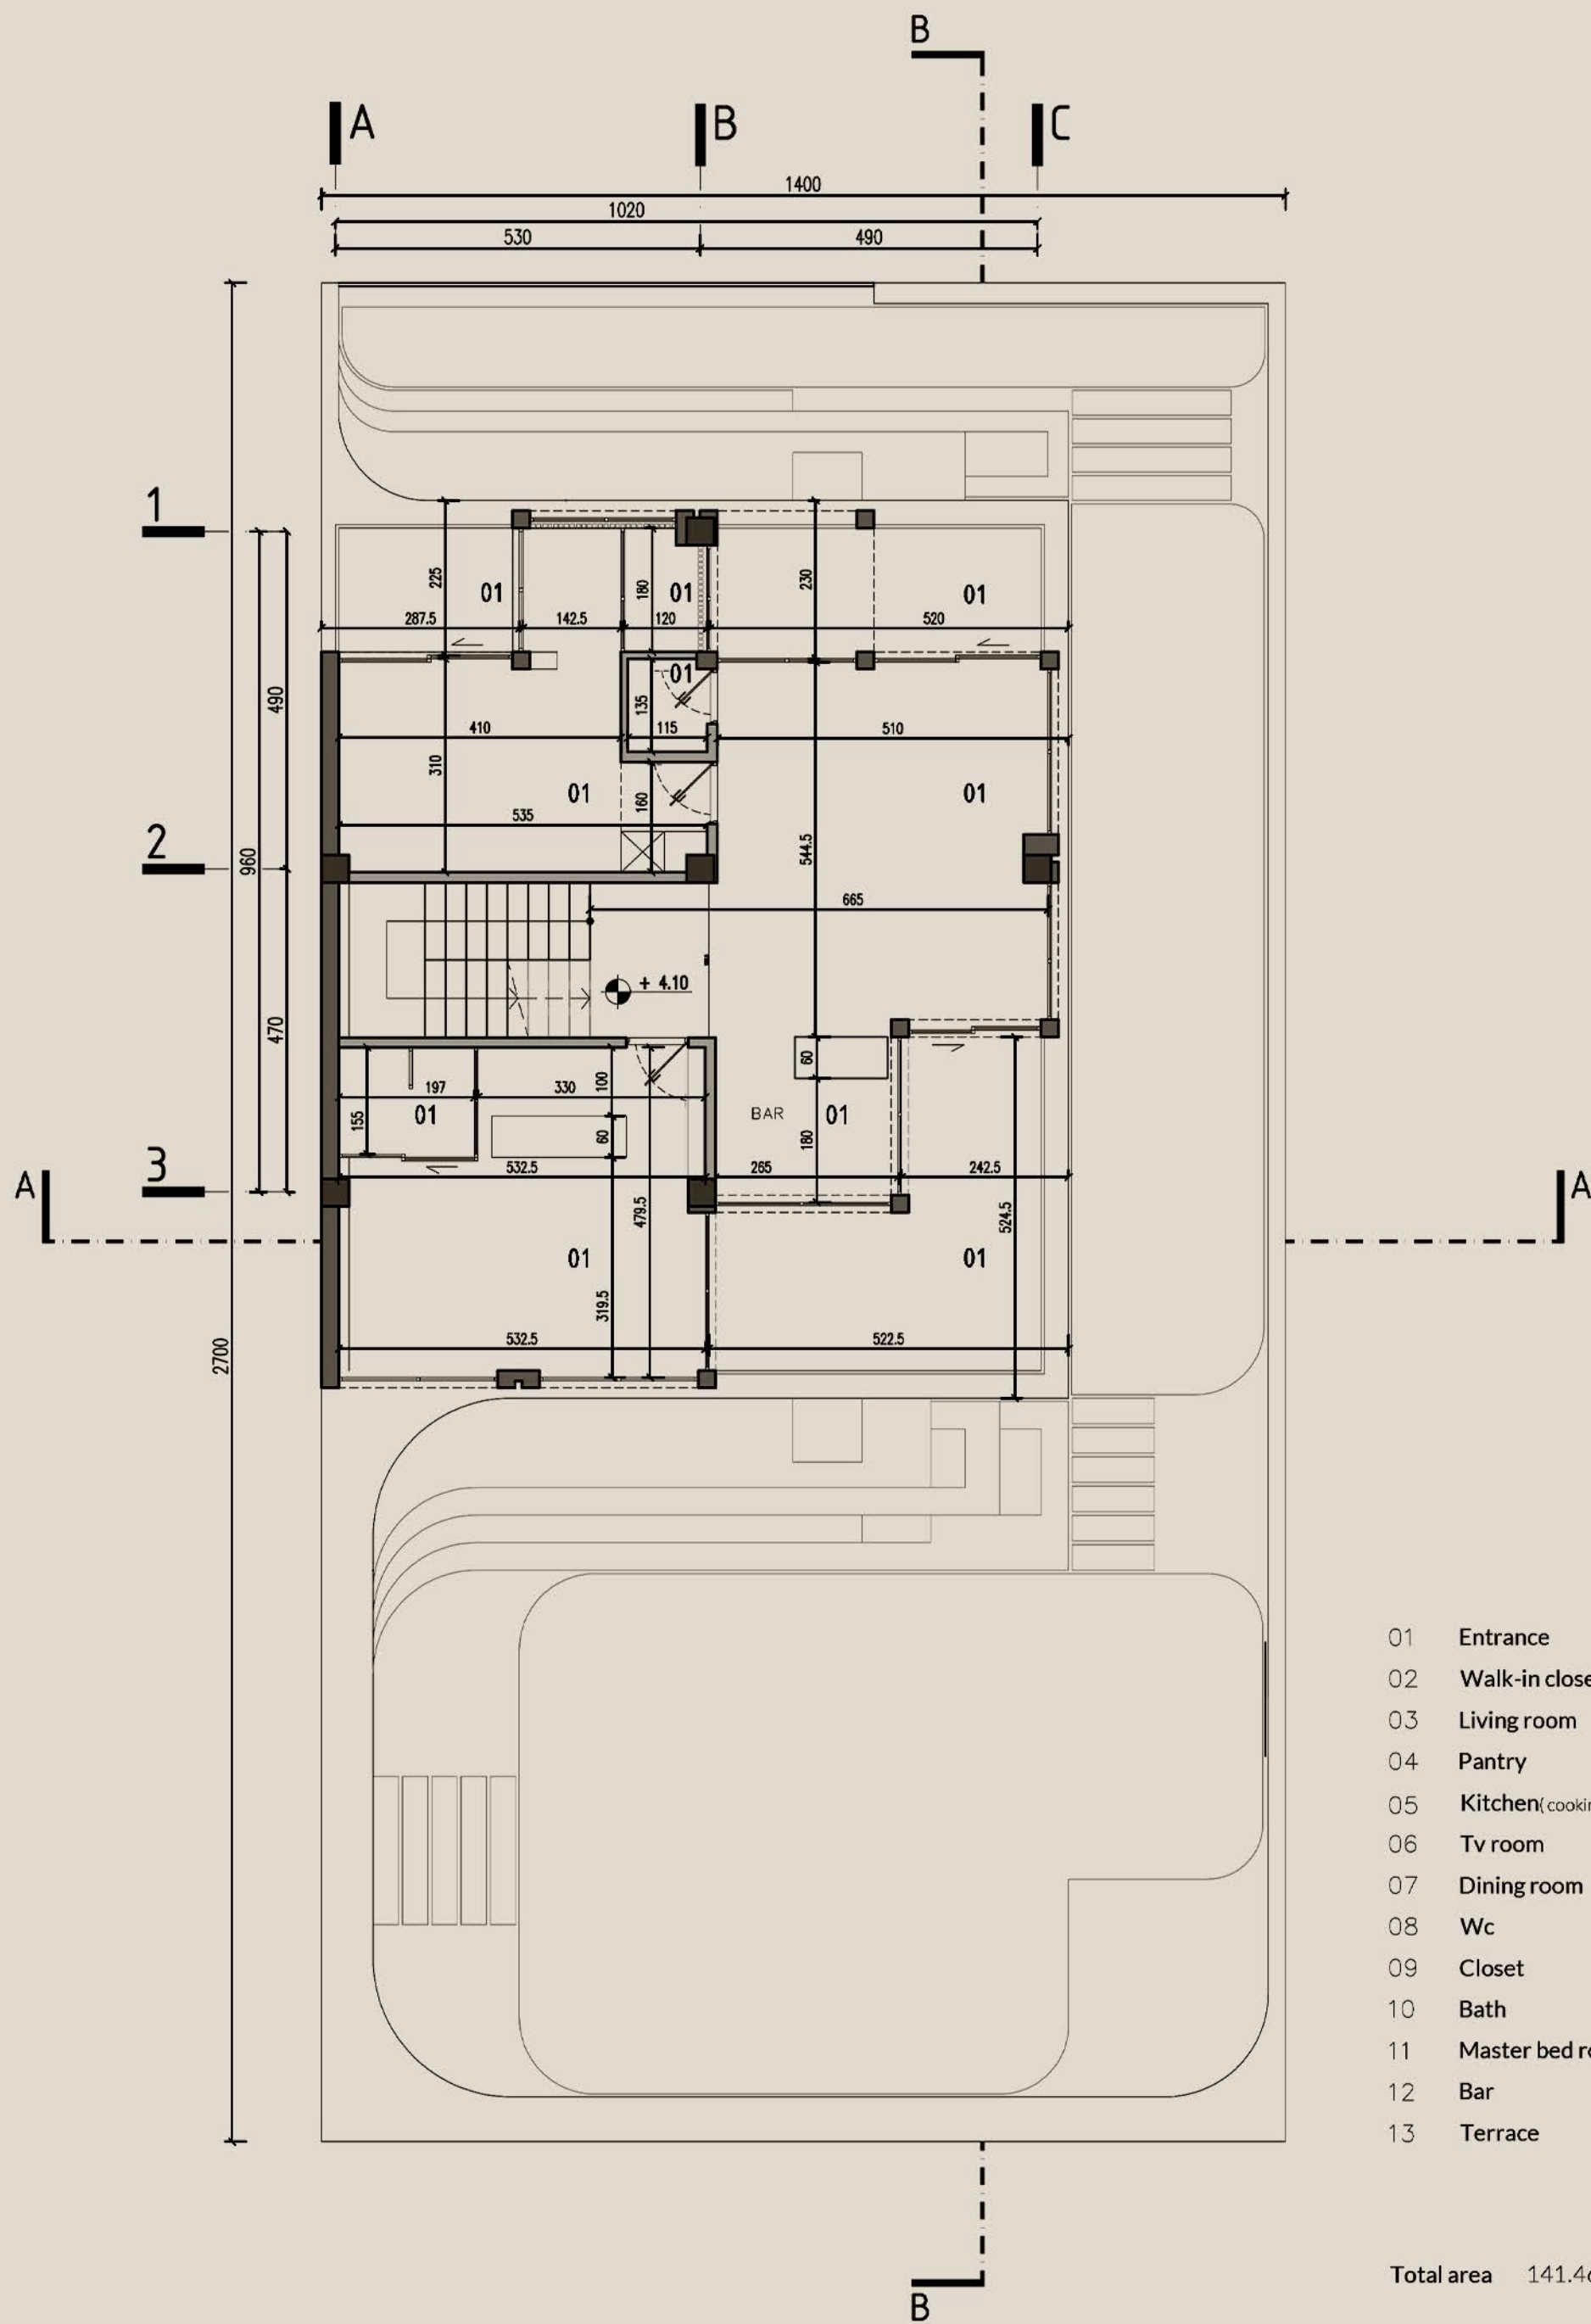 B
A B C
1400
1020
530 490
1
225 01 180 01 230 01
287.5 142.5 120 520
01
490 135
410 115 510
310 01 160 01
535
2 960 544.5
665
+ 4.10
470
60
197 330 100
155 01 BAR 01
60 180
A 3 532.5 265 242.5 A
479.5 524.5
01 01
319.5
2700 532.5 522.5
01 Entrance
02 Walk-in
03 Living room
04 Pantry
05 Kitchen(
06 Tv room
07 Dining room
08 Wc
09 Closet
10 Bath
11 Master bed
12 Bar
13 Terrace
Total area
B